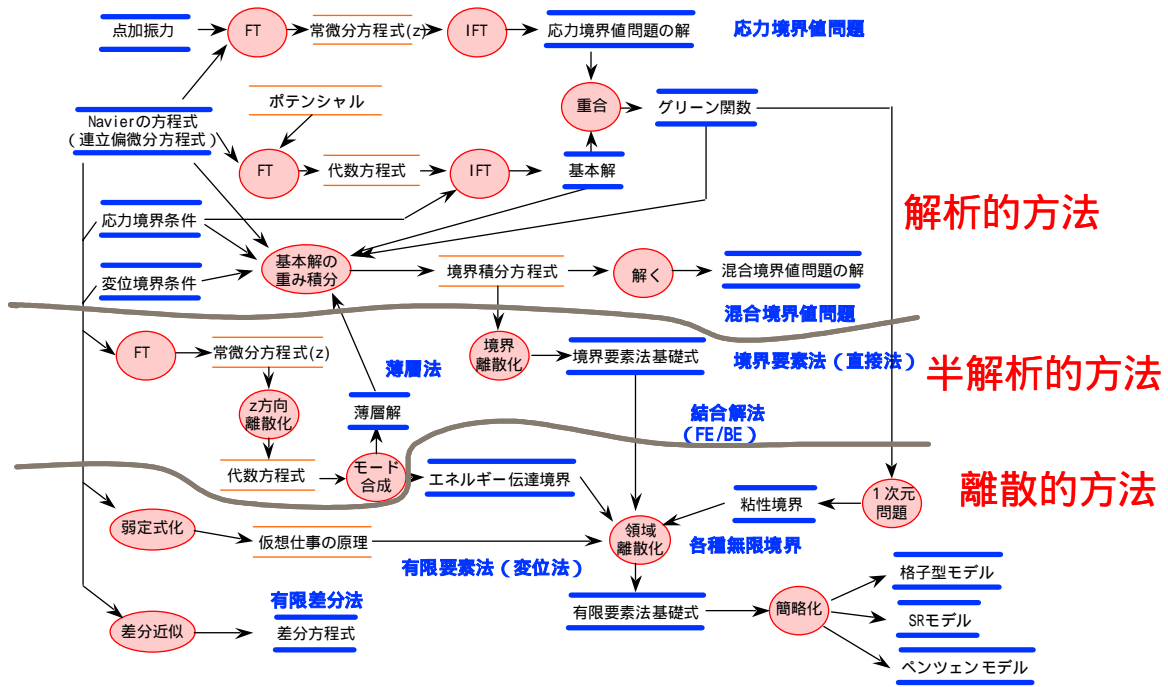 点加振力
FT
常微分方程式(z)
IFT
応力境界値問題の解
応力境界値問題
ポテンシャル
重合
グリーン関数
Navierの方程式
(連立偏微分方程式)
FT
代数方程式
IFT
基本解
解析的方法
応力境界条件
基本解の
重み積分
境界積分方程式
解く
混合境界値問題の解
変位境界条件
混合境界値問題
FT
常微分方程式(z)
薄層法
境界
離散化
境界要素法基礎式
境界要素法(直接法)
半解析的方法
z方向
離散化
薄層解
結合解法
(FE/BE)
代数方程式
モード
合成
エネルギー伝達境界
粘性境界
1次元
問題
離散的方法
弱定式化
仮想仕事の原理
領域
離散化
各種無限境界
有限要素法(変位法)
格子型モデル
有限差分法
有限要素法基礎式
簡略化
SRモデル
差分近似
差分方程式
ペンツェンモデル